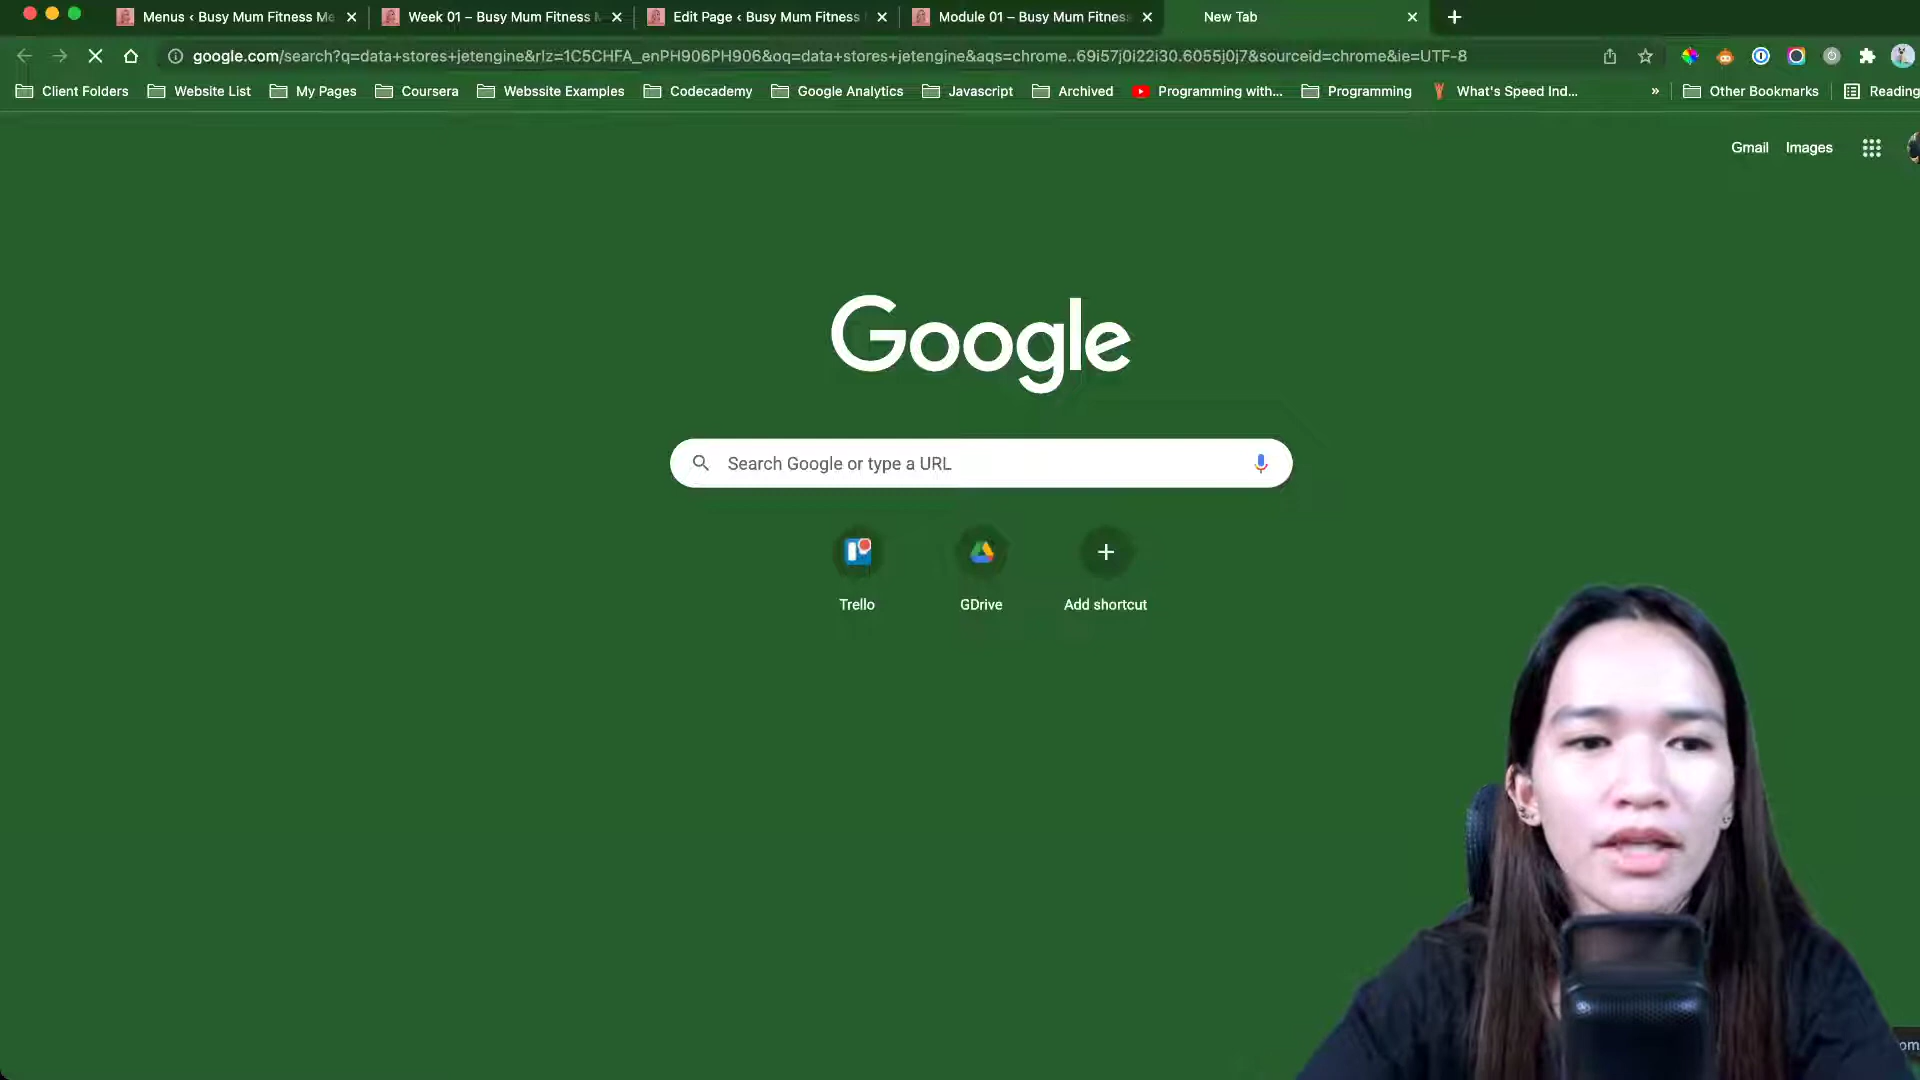 Menus ‹ Busy Mum Fitness Me
Week 01 – Busy Mum Fitness M
Edit Page ‹ Busy Mum Fitness
Module 01 – Busy Mum Fitness
New Tab
google.com/search?q=data+stores+jetengine&rlz=1C5CHFA_enPH906PH906&oq=data+stores+jetengine&aqs=chrome..69i57j0i22i30.6055j0j7&sourceid=chrome&ie=UTF-8
Client Folders
Website List
My Pages
Coursera
Webssite Examples
Codecademy
Google Analytics
Javascript
Archived
Programming with...
Programming
What's Speed Ind...
»
Other Bookmarks
Reading
Gmail
Images
Google
Search Google or type a URL
Trello
GDrive
Add shortcut
om